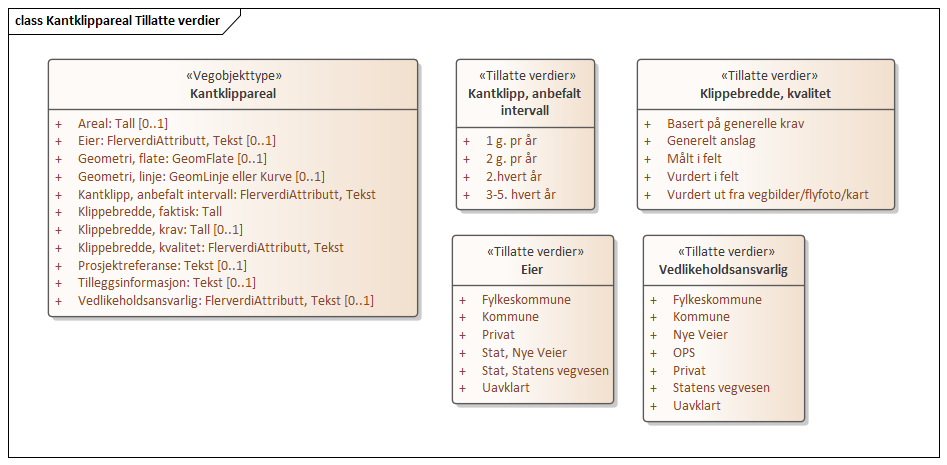 class Kantklippareal Tillatte verdier
«Vegobjekttype»
Kantklippareal
+ Areal: Tall [0..1]
+ Eier: FlerverdiAttributt, Tekst [0..1]
+ Geometri, flate: GeomFlate [0..1]
+ Geometri, linje: GeomLinje eller Kurve [0..1]
+ Kantklipp, anbefalt intervall: FlerverdiAttributt, Tekst
+ Klippebredde, faktisk: Tall
+ Klippebredde, krav: Tall [0..1]
+ Klippebredde, kvalitet: FlerverdiAttributt, Tekst
+ Prosjektreferanse: Tekst [0..1]
+ Tilleggsinformasjon: Tekst [0..1]
+ Vedlikeholdsansvarlig: FlerverdiAttributt, Tekst [0..1]
«Tillatte verdier»
Kantklipp, anbefalt
intervall
+ 1 g. pr år
+ 2 g. pr år
+ 2.hvert år
+ 3-5. hvert år
«Tillatte verdier»
Klippebredde, kvalitet
+ Basert på generelle krav
+ Generelt anslag
+ Målt i felt
+ Vurdert i felt
+ Vurdert ut fra vegbilder/flyfoto/kart
«Tillatte verdier»
Eier
+ Fylkeskommune
+ Kommune
+ Privat
+ Stat, Nye Veier
+ Stat, Statens vegvesen
+ Uavklart
«Tillatte verdier»
Vedlikeholdsansvarlig
+ Fylkeskommune
+ Kommune
+ Nye Veier
+ OPS
+ Privat
+ Statens vegvesen
+ Uavklart